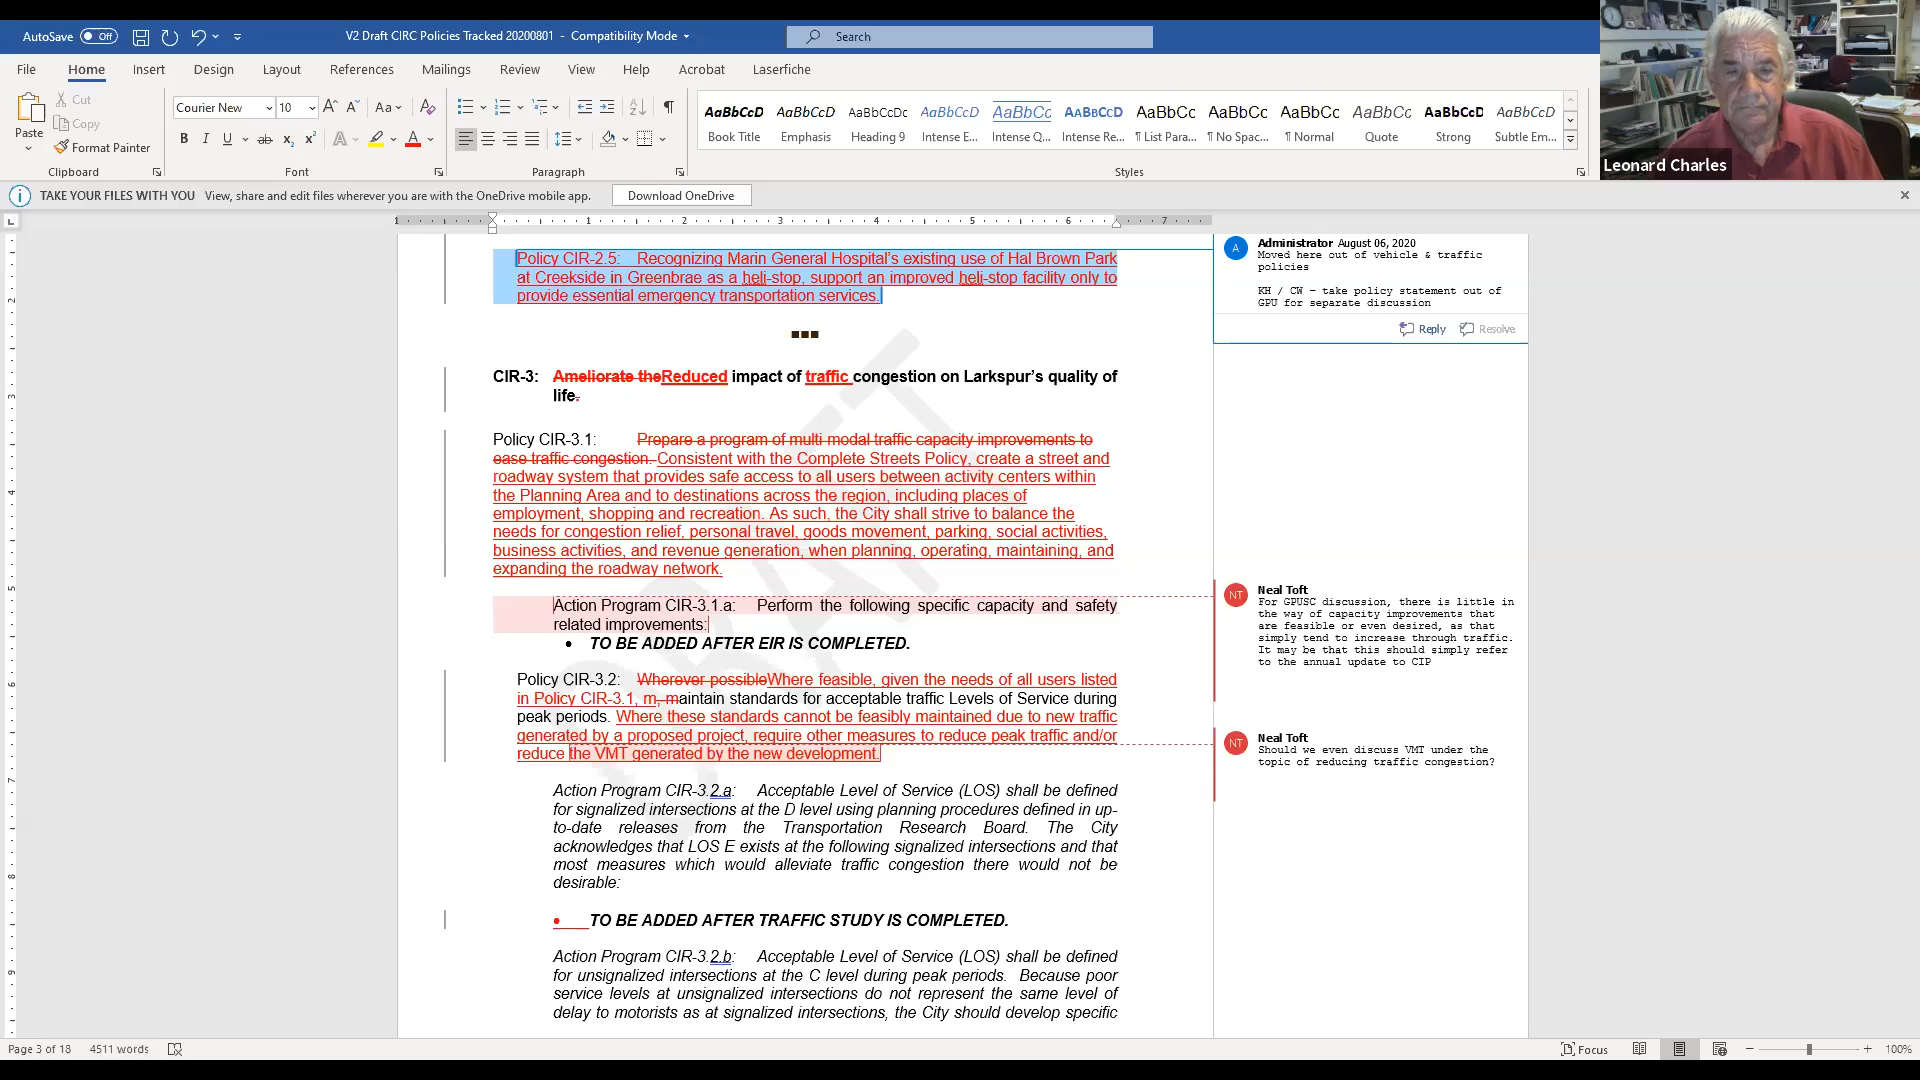 AutoSave Off V2 Draft CIRC Policies Tracked 20200801 - Compatibility Mode Search
File Home Insert Design Layout References Mailings Review View Help Acrobat Laserfiche
Paste
Cut
Copy
Format Painter
Clipboard
Courier New 10 Aa
B I U ab x₂ x² A A
Font
Paragraph
AaBbCcD AaBbCcD AaBbCcDc AaBbCcD AaBbCc AaBbCcD AaBbCc AaBbCc AaBbCc AaBbCc AaBbCcD AaBbCcD
Book Title Emphasis Heading 9 Intense E... Intense Q... Intense Re... ¶ List Para... ¶ No Spac... ¶ Normal Quote Strong Subtle Em...
Styles
Leonard Charles
TAKE YOUR FILES WITH YOU View, share and edit files wherever you are with the OneDrive mobile app. Download OneDrive
1 1 2 3 4 5 6 7
2 3 4 5 6 7 8 9
Policy CIR-2.5: Recognizing Marin General Hospital's existing use of Hal Brown Park
at Creekside in Greenbrae as a heli-stop, support an improved heli-stop facility only to
provide essential emergency transportation services.
CIR-3: Ameliorate theReduced impact of traffic congestion on Larkspur's quality of
life.
Policy CIR-3.1: Prepare a program of multi modal traffic capacity improvements to
ease traffic congestion. Consistent with the Complete Streets Policy, create a street and
roadway system that provides safe access to all users between activity centers within
the Planning Area and to destinations across the region, including places of
employment, shopping and recreation. As such, the City shall strive to balance the
needs for congestion relief, personal travel, goods movement, parking, social activities,
business activities, and revenue generation, when planning, operating, maintaining, and
expanding the roadway network.
Action Program CIR-3.1.a: Perform the following specific capacity and safety
related improvements:
• TO BE ADDED AFTER EIR IS COMPLETED.
Policy CIR-3.2: Wherever possibleWhere feasible, given the needs of all users listed
in Policy CIR-3.1, m, maintain standards for acceptable traffic Levels of Service during
peak periods. Where these standards cannot be feasibly maintained due to new traffic
generated by a proposed project, require other measures to reduce peak traffic and/or
reduce the VMT generated by the new development.
Action Program CIR-3.2.a: Acceptable Level of Service (LOS) shall be defined
for signalized intersections at the D level using planning procedures defined in up-
to-date releases from the Transportation Research Board. The City
acknowledges that LOS E exists at the following signalized intersections and that
most measures which would alleviate traffic congestion there would not be
desirable:
• TO BE ADDED AFTER TRAFFIC STUDY IS COMPLETED.
Action Program CIR-3.2.b: Acceptable Level of Service (LOS) shall be defined
for unsignalized intersections at the C level during peak periods. Because poor
service levels at unsignalized intersections do not represent the same level of
delay to motorists as at signalized intersections, the City should develop specific
DRAFT
A Administrator August 06, 2020
Moved here out of vehicle & traffic
policies
KH / CW – take policy statement out of
GPU for separate discussion
Reply Resolve
NT Neal Toft
For GPUSC discussion, there is little in
the way of capacity improvements that
are feasible or even desired, as that
simply tend to increase through traffic.
It may be that this should simply refer
to the annual update to CIP
NT Neal Toft
Should we even discuss VMT under the
topic of reducing traffic congestion?
Page 3 of 18 4511 words Focus 100%